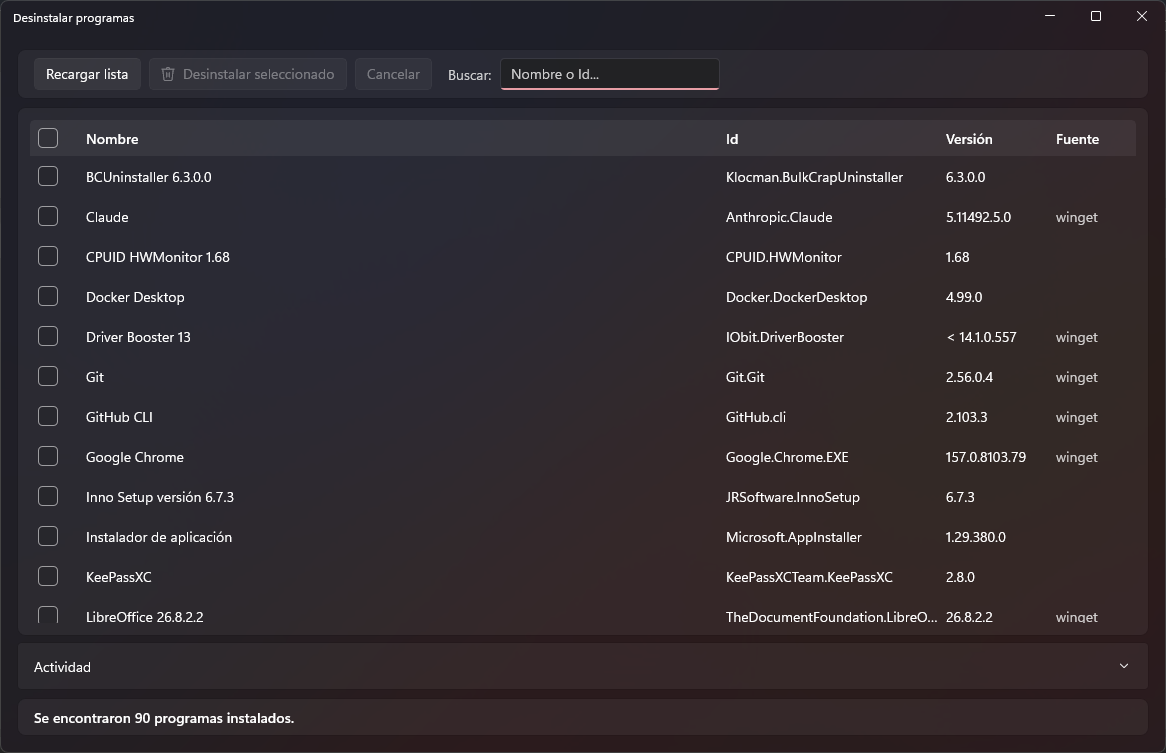 Desinstalar programas
Recargar lista Desinstalar seleccionado Cancelar Buscar: Nombre o Id...
Nombre Id Versión Fuente
BCUninstaller 6.3.0.0 Klocman.BulkCrapUninstaller 6.3.0.0
Claude Anthropic.Claude 5.11492.5.0 winget
CPUID HWMonitor 1.68 CPUID.HWMonitor 1.68
Docker Desktop Docker.DockerDesktop 4.99.0
Driver Booster 13 IObit.DriverBooster < 14.1.0.557 winget
Git Git.Git 2.56.0.4 winget
GitHub CLI GitHub.cli 2.103.3 winget
Google Chrome Google.Chrome.EXE 157.0.8103.79 winget
Inno Setup versión 6.7.3 JRSoftware.InnoSetup 6.7.3
Instalador de aplicación Microsoft.AppInstaller 1.29.380.0
KeePassXC KeePassXCTeam.KeePassXC 2.8.0
LibreOffice 26.8.2.2 TheDocumentFoundation.LibreO... 26.8.2.2 winget
Actividad
Se encontraron 90 programas instalados.